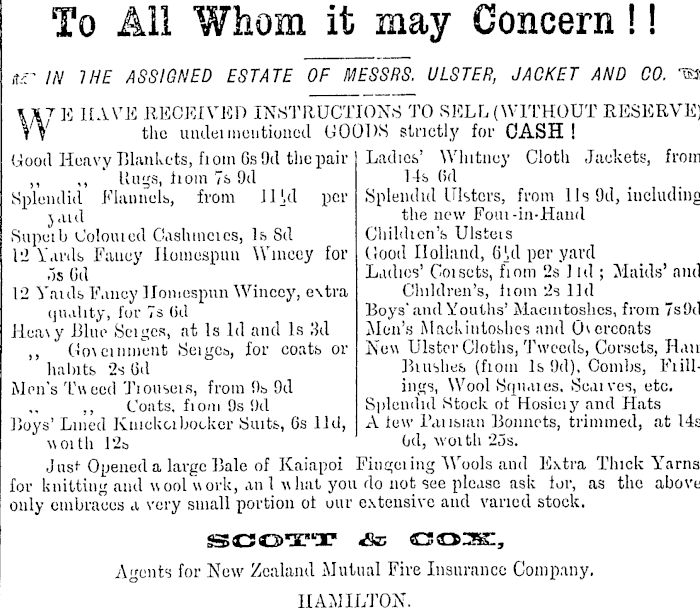 To All Whom it may Concern!!
IN THE ASSIGNED ESTATE OF MESSRS. ULSTER, JACKET AND CO.
WE HAVE RECEIVED INSTRUCTIONS TO SELL (WITHOUT RESERVE)
the undermentioned GOODS strictly for CASH!
Good Heavy Blankets, from 6s 9d the pair
„ „ Rugs, from 7s 9d
Splendid Flannels, from 11½d per
yard
Superb Coloured Cashmeres, 1s 8d
12 Yards Fancy Homespun Wincey for
5s 6d
12 Yards Fancy Homespun Wincey, extra
quality, for 7s 6d
Heavy Blue Serges, at 1s 1d and 1s 3d
„ Government Serges, for coats or
habits 2s 6d
Men's Tweed Trousers, from 9s 9d
„ „ Coats, from 9s 9d
Boys' Lined Knickerbocker Suits, 6s 11d,
worth 12s
Ladies' Whitney Cloth Jackets, from
14s 6d
Splendid Ulsters, from 11s 9d, including
the new Four-in-Hand
Children's Ulsters
Good Holland, 6½d per yard
Ladies' Corsets, from 2s 11d; Maids' and
Children's, from 2s 11d
Boys' and Youths' Macintoshes, from 7s 9d
Men's Mackintoshes and Overcoats
New Ulster Cloths, Tweeds, Corsets, Hair
Brushes (from 1s 9d), Combs, Frill-
ings, Wool Squares, Scarves, etc.
Splendid Stock of Hosiery and Hats
A few Parisian Bonnets, trimmed, at 14s
6d, worth 25s.
Just Opened a large Bale of Kaiapoi Fingering Wools and Extra Thick Yarns
for knitting and woolwork, and what you do not see please ask for, as the above
only embraces a very small portion of our extensive and varied stock.
SCOTT & COX,
Agents for New Zealand Mutual Fire Insurance Company.
HAMILTON.